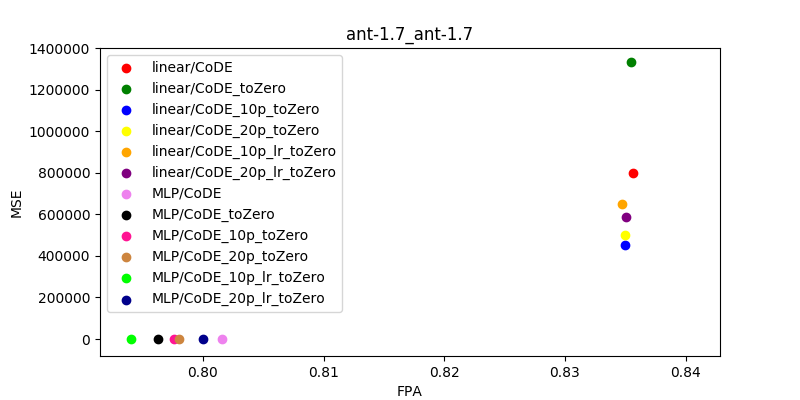 ant-1.7_ant-1.7
1400000
1200000
1000000
800000
600000
400000
200000
0
MSE
linear/CoDE
linear/CoDE_toZero
linear/CoDE_10p_toZero
linear/CoDE_20p_toZero
linear/CoDE_10p_lr_toZero
linear/CoDE_20p_lr_toZero
MLP/CoDE
MLP/CoDE_toZero
MLP/CoDE_10p_toZero
MLP/CoDE_20p_toZero
MLP/CoDE_10p_lr_toZero
MLP/CoDE_20p_lr_toZero
0.80 0.81 0.82 0.83 0.84
FPA